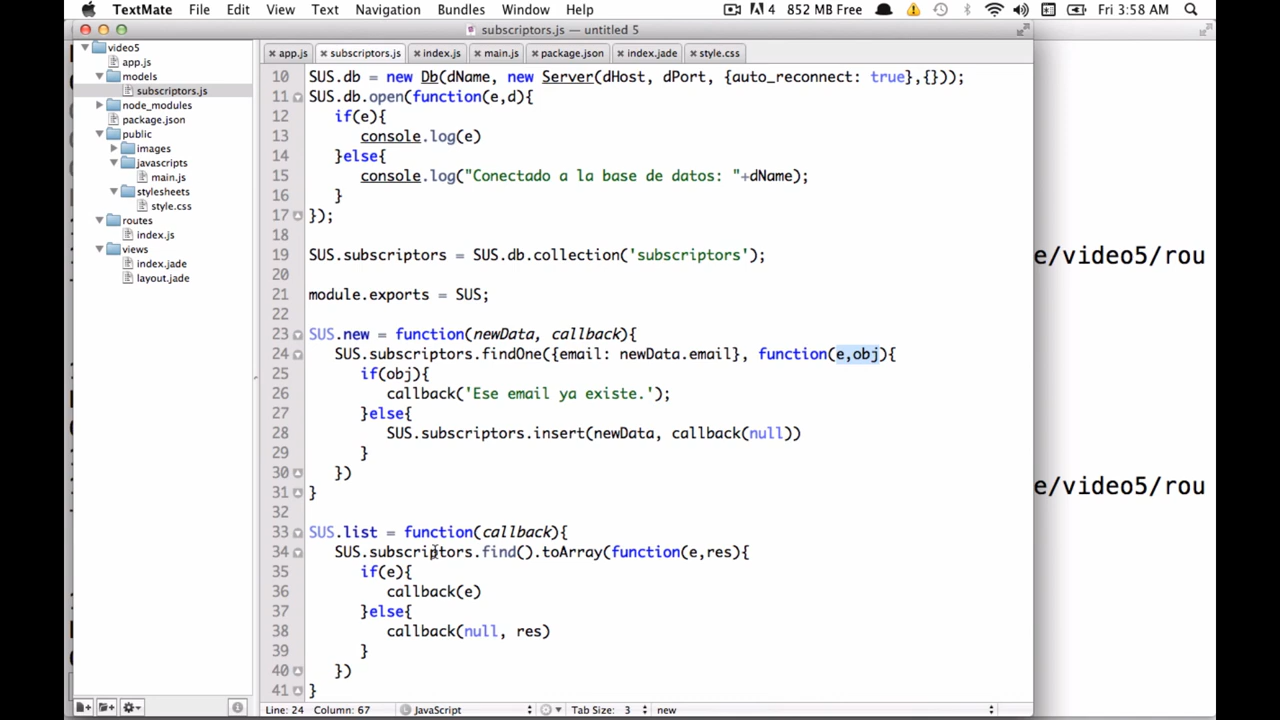 TextMate File Edit View Text Navigation Bundles Window Help 4 852 MB Free Fri 3:58 AM
subscriptors.js — untitled 5
app.js subscriptors.js index.js main.js package.json index.jade style.css
video5
app.js
models
subscriptors.js
node_modules
package.json
public
images
javascripts
main.js
stylesheets
style.css
routes
index.js
views
index.jade
layout.jade
10 SUS.db = new Db(dName, new Server(dHost, dPort, {auto_reconnect: true},{}));
11 SUS.db.open(function(e,d){
12 if(e){
13 console.log(e)
14 }else{
15 console.log("Conectado a la base de datos: "+dName);
16 }
17 });
18
19 SUS.subscriptors = SUS.db.collection('subscriptors');
20
21 module.exports = SUS;
22
23 SUS.new = function(newData, callback){
24 SUS.subscriptors.findOne({email: newData.email}, function(e,obj){
25 if(obj){
26 callback('Ese email ya existe.');
27 }else{
28 SUS.subscriptors.insert(newData, callback(null))
29 }
30 })
31 }
32
33 SUS.list = function(callback){
34 SUS.subscriptors.find().toArray(function(e,res){
35 if(e){
36 callback(e)
37 }else{
38 callback(null, res)
39 }
40 })
41 }
e/video5/rou
e/video5/rou
Line: 24 Column: 67 JavaScript Tab Size: 3 new